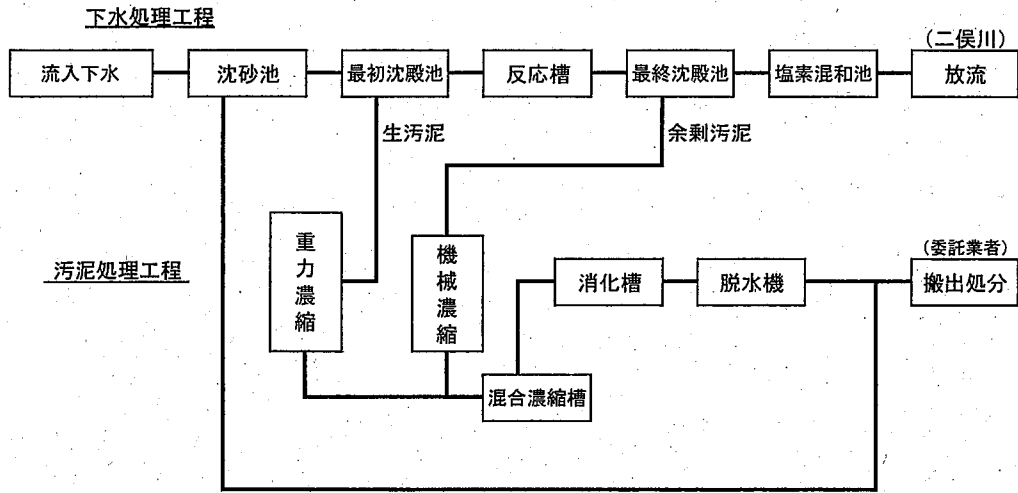 下水処理工程
(二俣川)
流入下水
沈砂池
最初沈殿池
反応槽
最終沈殿池
塩素混和池
放流
生汚泥
余剰汚泥
汚泥処理工程
重力濃縮
機械濃縮
(委託業者)
消化槽
脱水機
搬出処分
混合濃縮槽